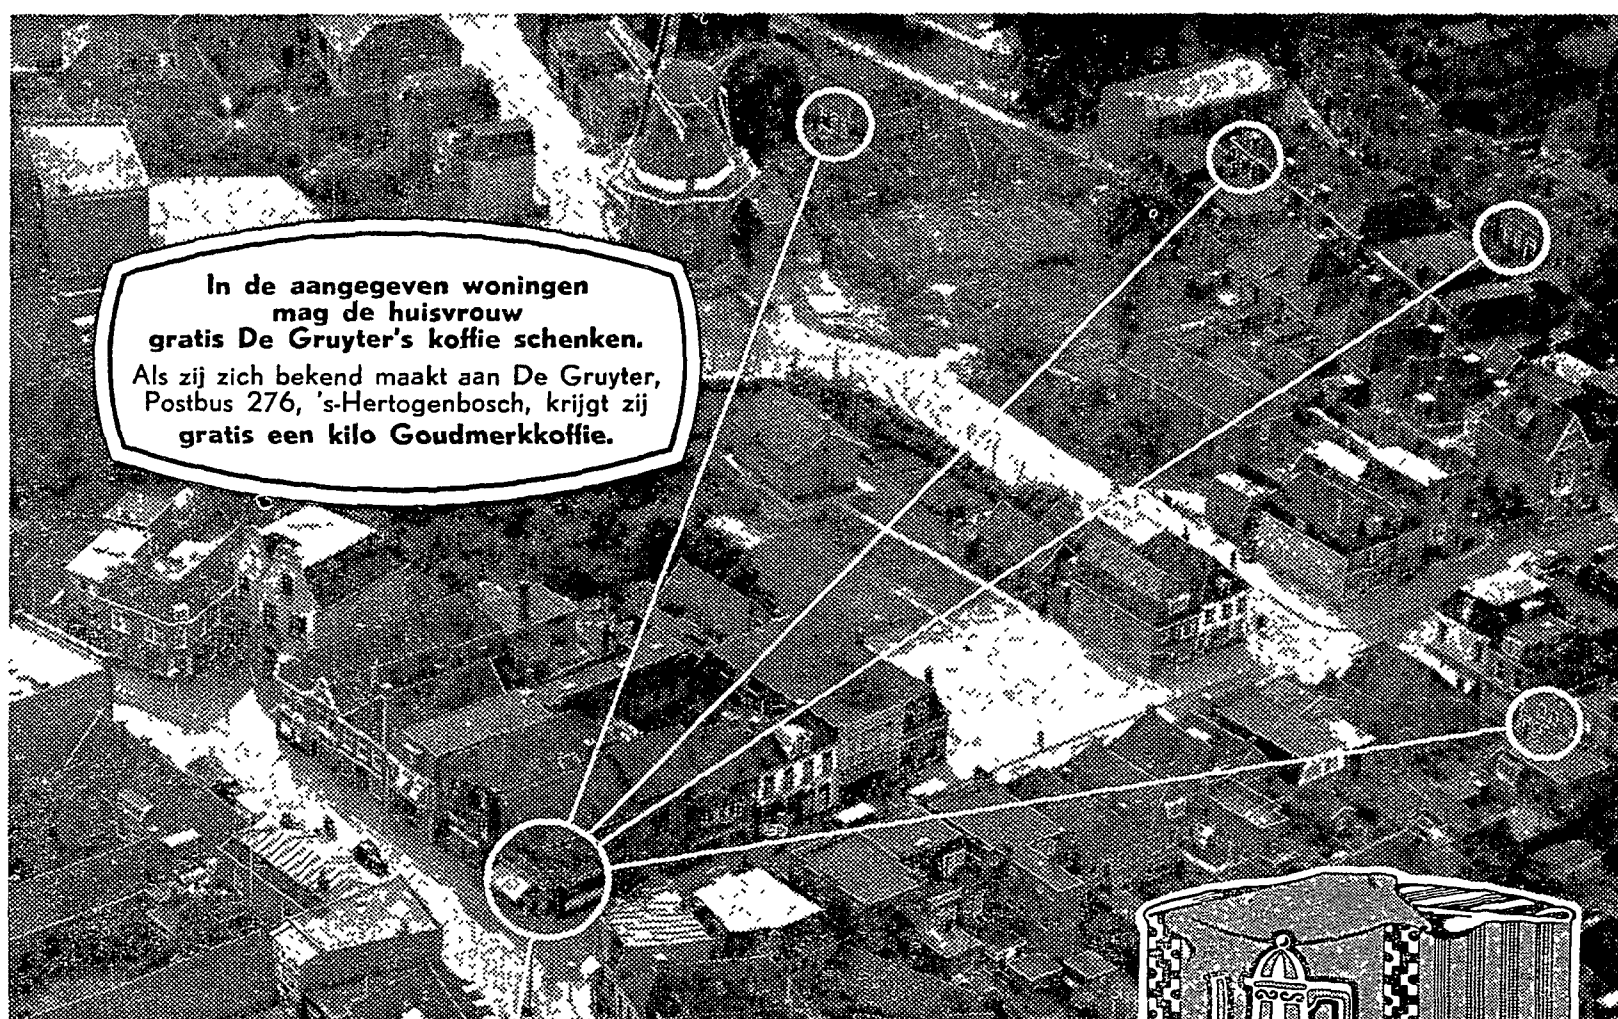 In de aangegeven woningen
mag de huisvrouw
gratis De Gruyter's koffie schenken.
Als zij zich bekend maakt aan De Gruyter,
Postbus 276, 's-Hertogenbosch, krijgt zij
gratis een kilo Goudmerkkoffie.